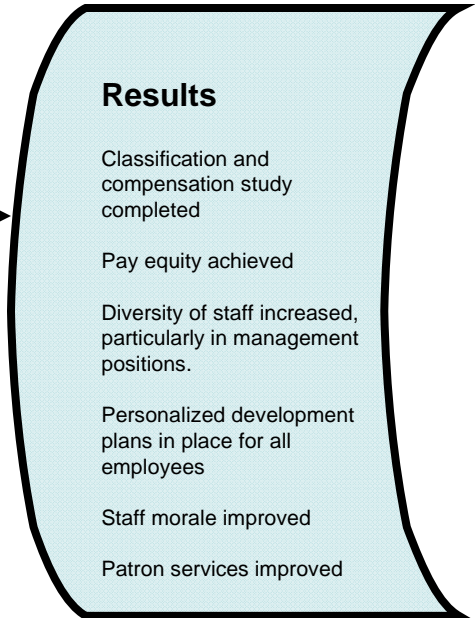 Results
Classification and
compensation study
completed
Pay equity achieved
Diversity of staff increased,
particularly in management
positions.
Personalized development
plans in place for all
employees
Staff morale improved
Patron services improved